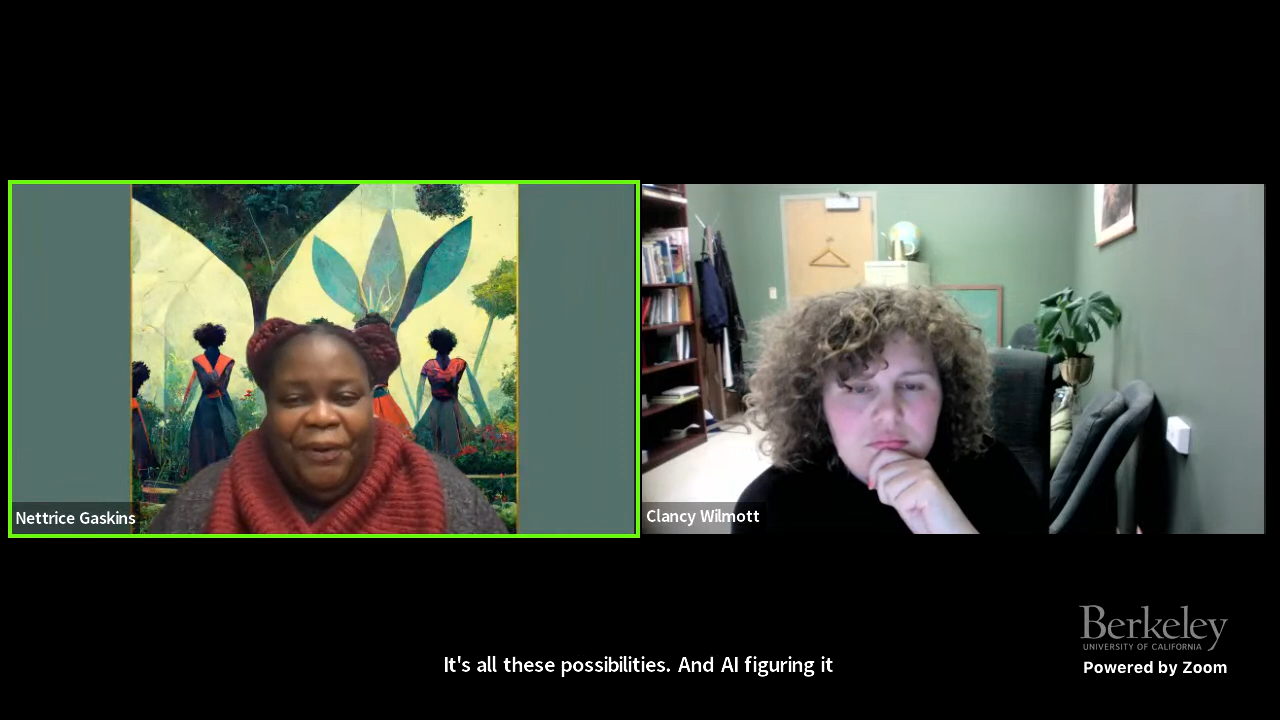 Nettrice Gaskins
Clancy Wilmott
Berkeley
UNIVERSITY OF CALIFORNIA
Powered by Zoom
It's all these possibilities. And AI figuring it